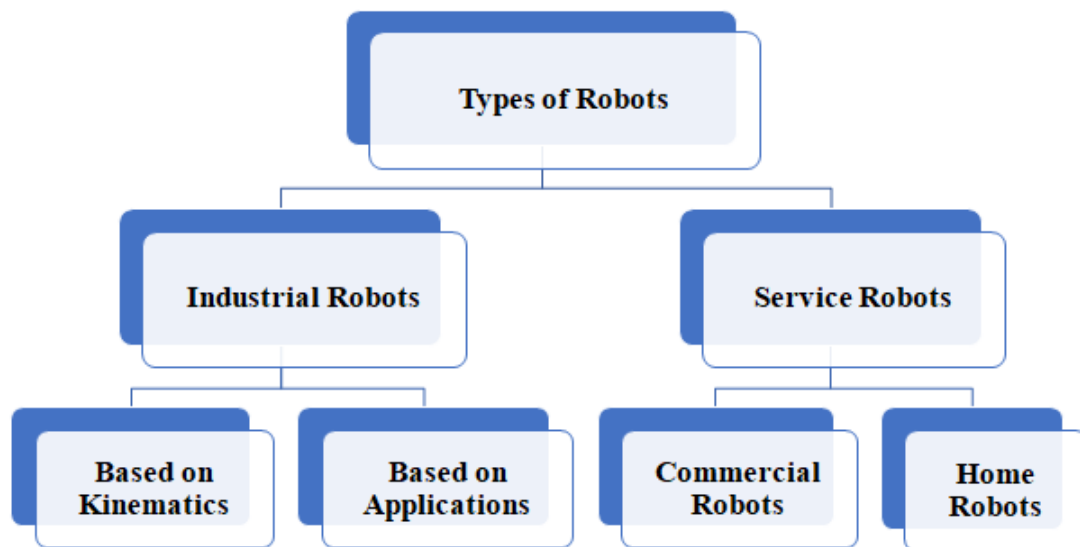 Types of Robots
Industrial Robots
Service Robots
Based on
Kinematics
Based on
Applications
Commercial
Robots
Home
Robots